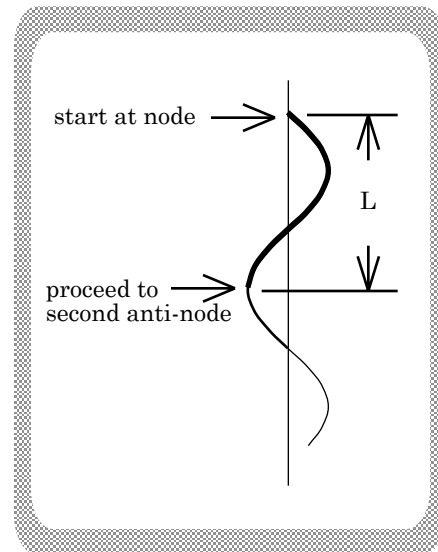 start at node
L
proceed to
second anti-node